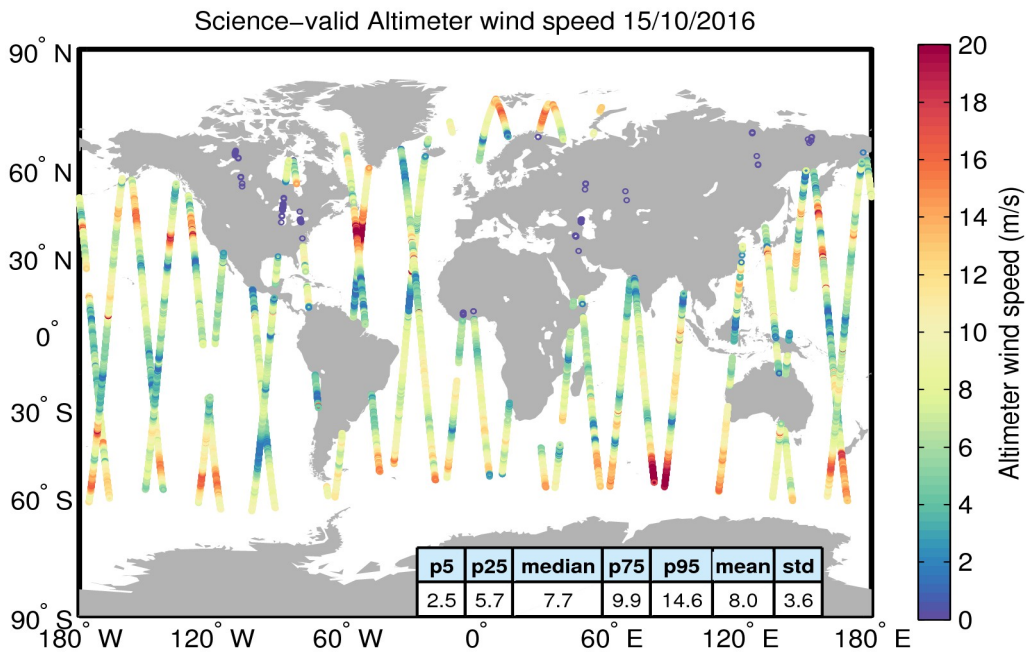 Science−valid Altimeter wind speed 15/10/2016
90° N
60° N
30° N
0°
30° S
60° S
90° S
180° W
120° W
60° W
0°
60° E
120° E
180° E
p5 p25 median p75 p95 mean std
2.5 5.7 7.7 9.9 14.6 8.0 3.6
20
18
16
14
12
10
8
6
4
2
0
Altimeter wind speed (m/s)